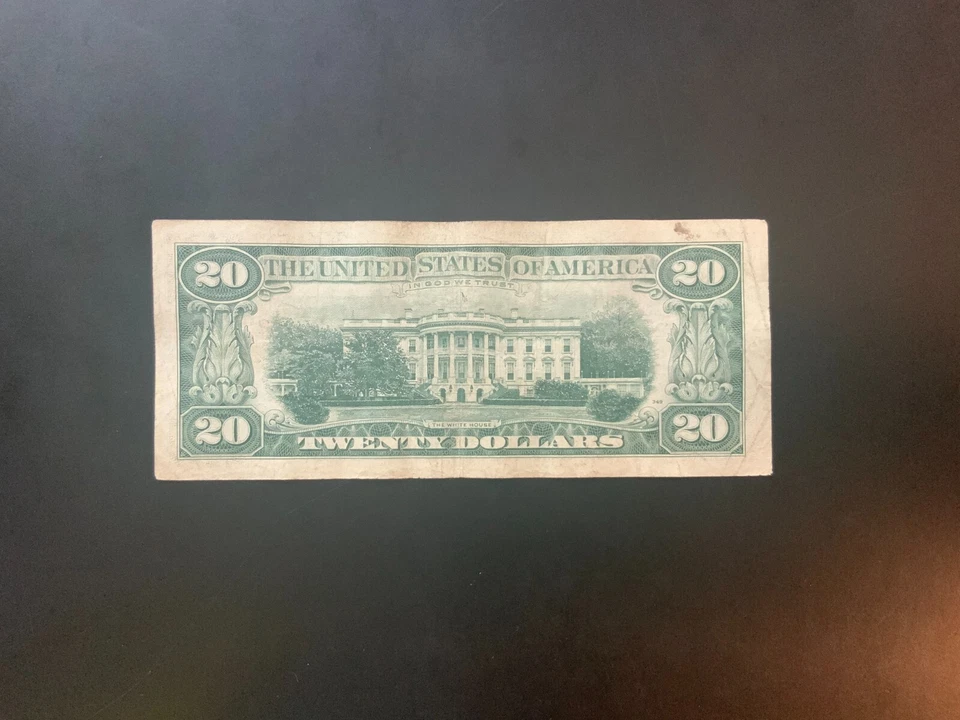 20 THE UNITED STATES OF AMERICA 20
IN GOD WE TRUST
THE WHITE HOUSE
20 TWENTY DOLLARS 20